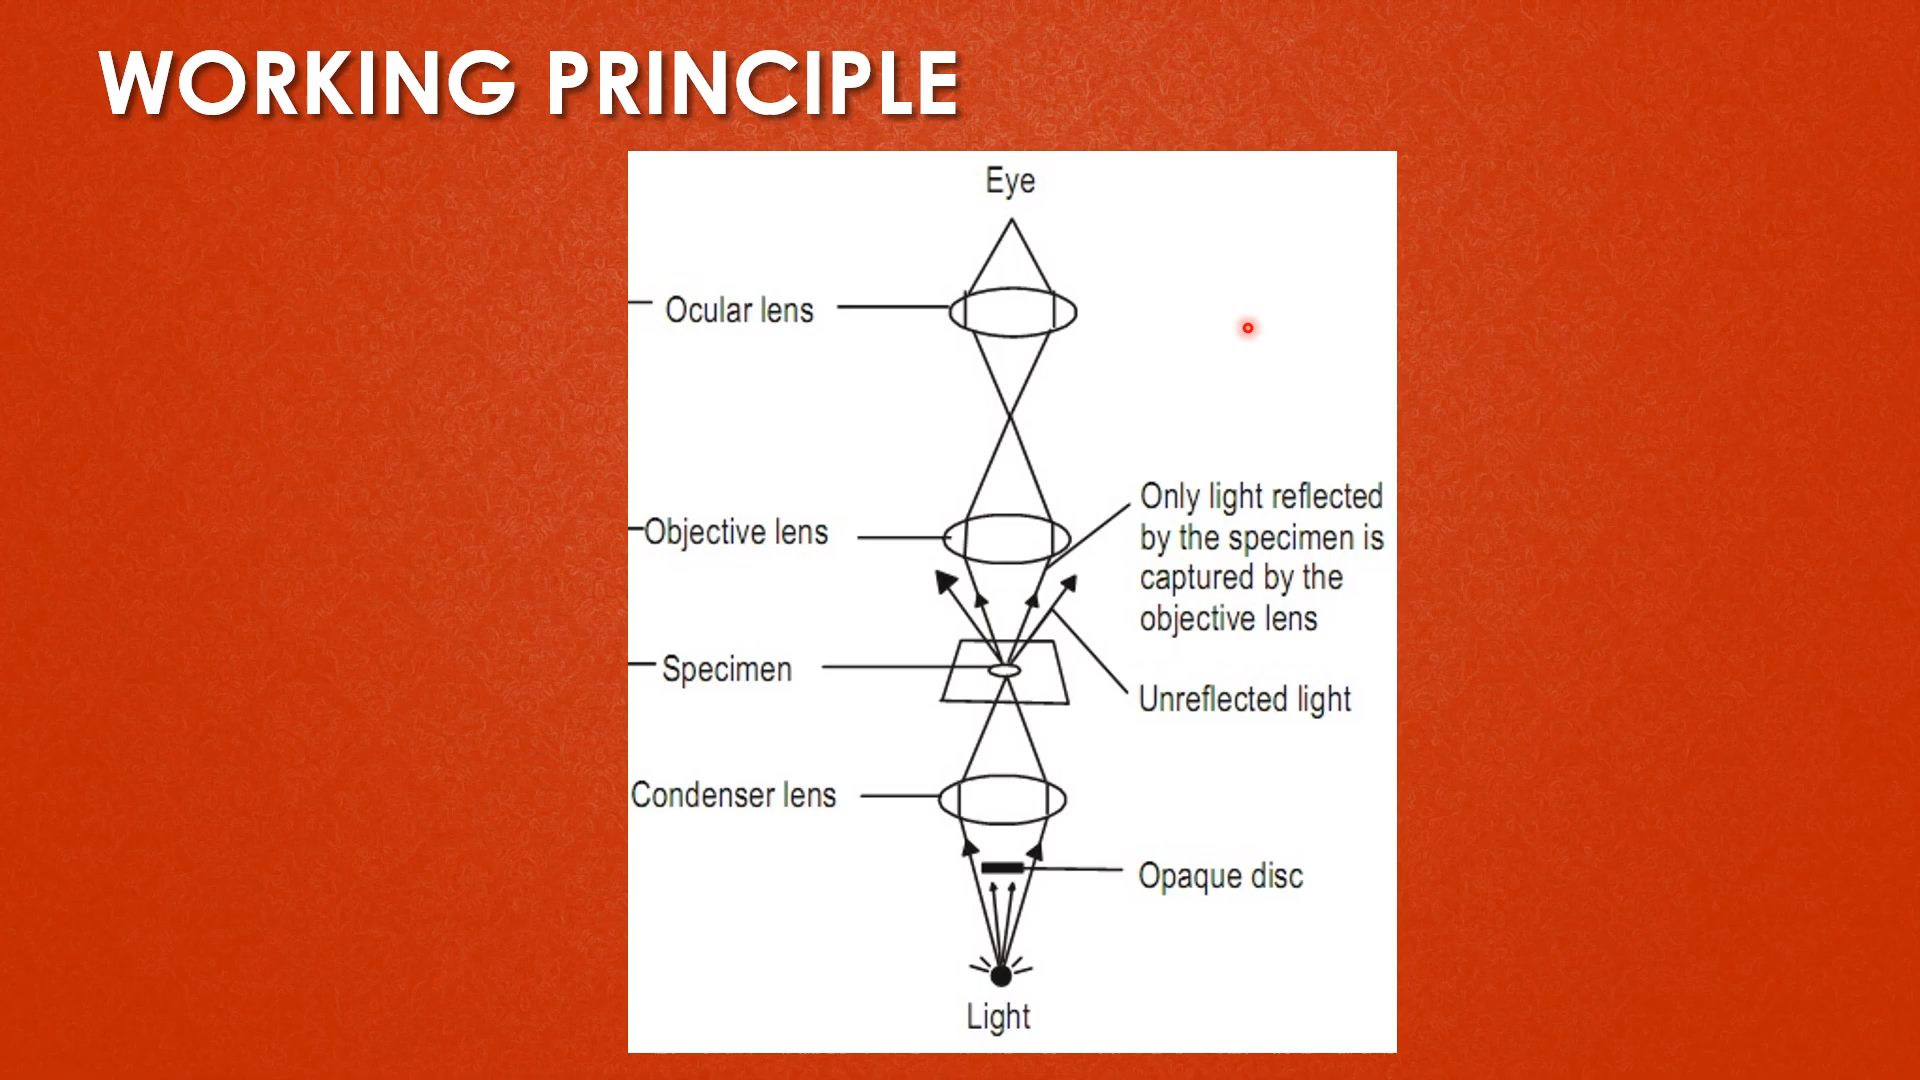 WORKING PRINCIPLE
Eye
Ocular lens
Objective lens
Only light reflected
by the specimen is
captured by the
objective lens
Specimen
Unreflected light
Condenser lens
Opaque disc
Light